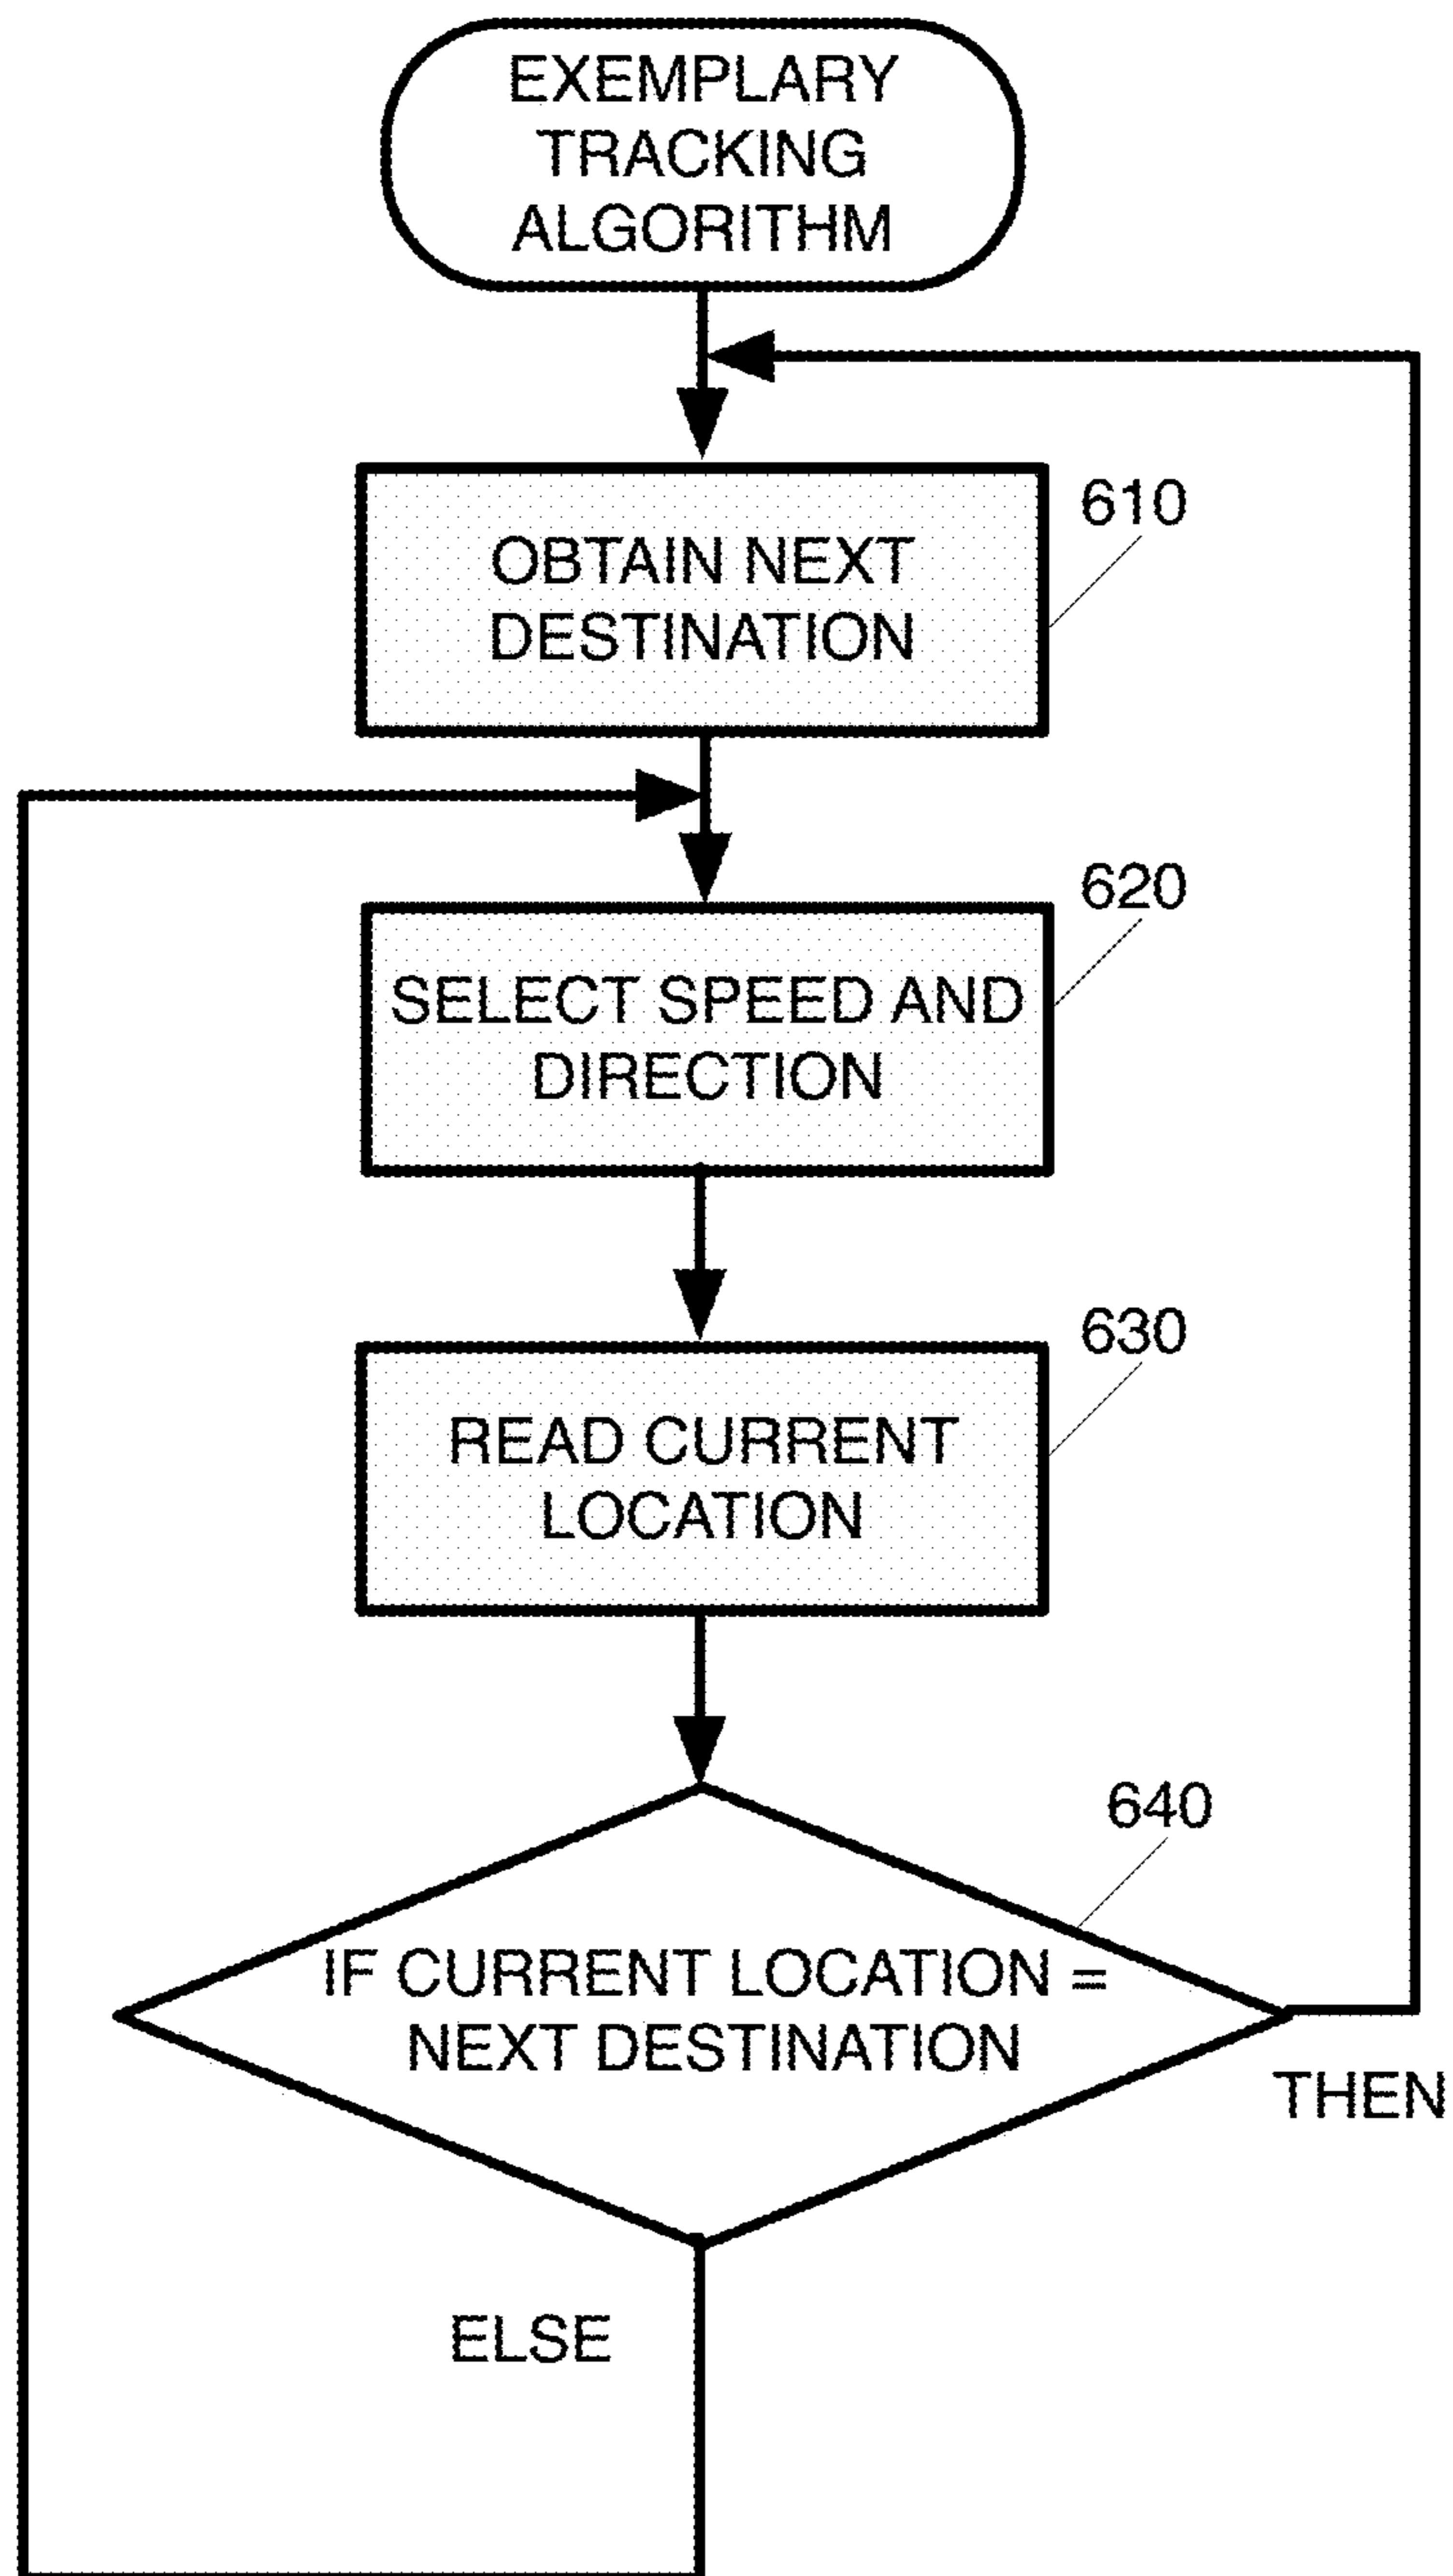 EXEMPLARY
TRACKING
ALGORITHM
610
OBTAIN NEXT
DESTINATION
620
SELECT SPEED AND
DIRECTION
630
READ CURRENT
LOCATION
640
IF CURRENT LOCATION =
NEXT DESTINATION
THEN
ELSE